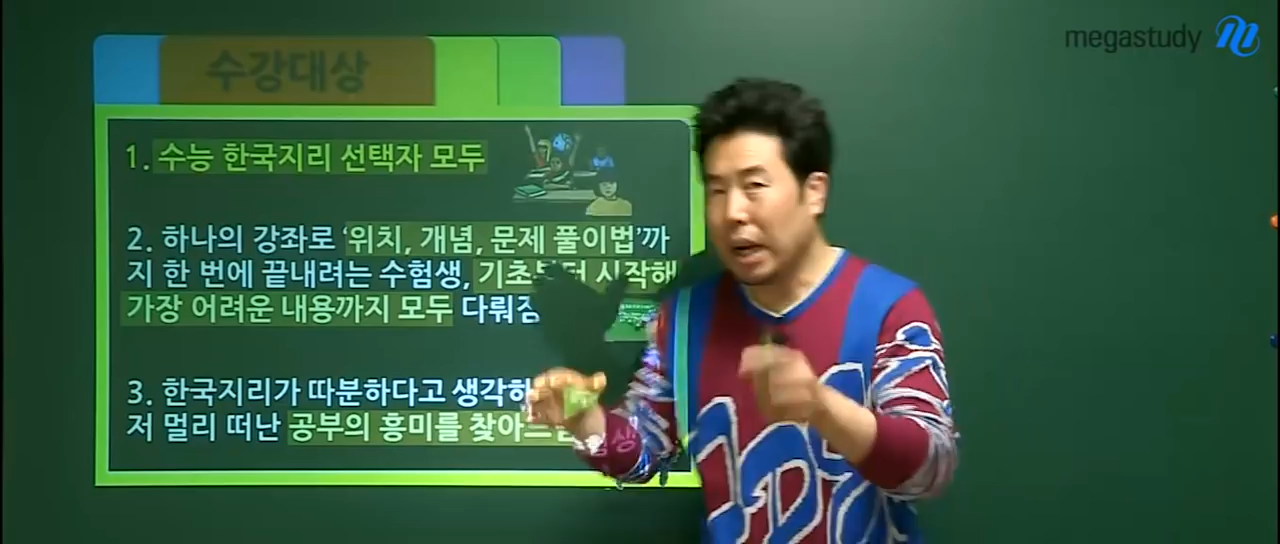 megastudy
수강대상
1. 수능 한국지리 선택자 모두
2. 하나의 강좌로 '위치, 개념, 문제 풀이법'까
지 한 번에 끝내려는 수험생, 기초부터 시작해
가장 어려운 내용까지 모두 다뤄
3. 한국지리가 따분하다고 생각하
저 멀리 떠난 공부의 흥미를 찾아